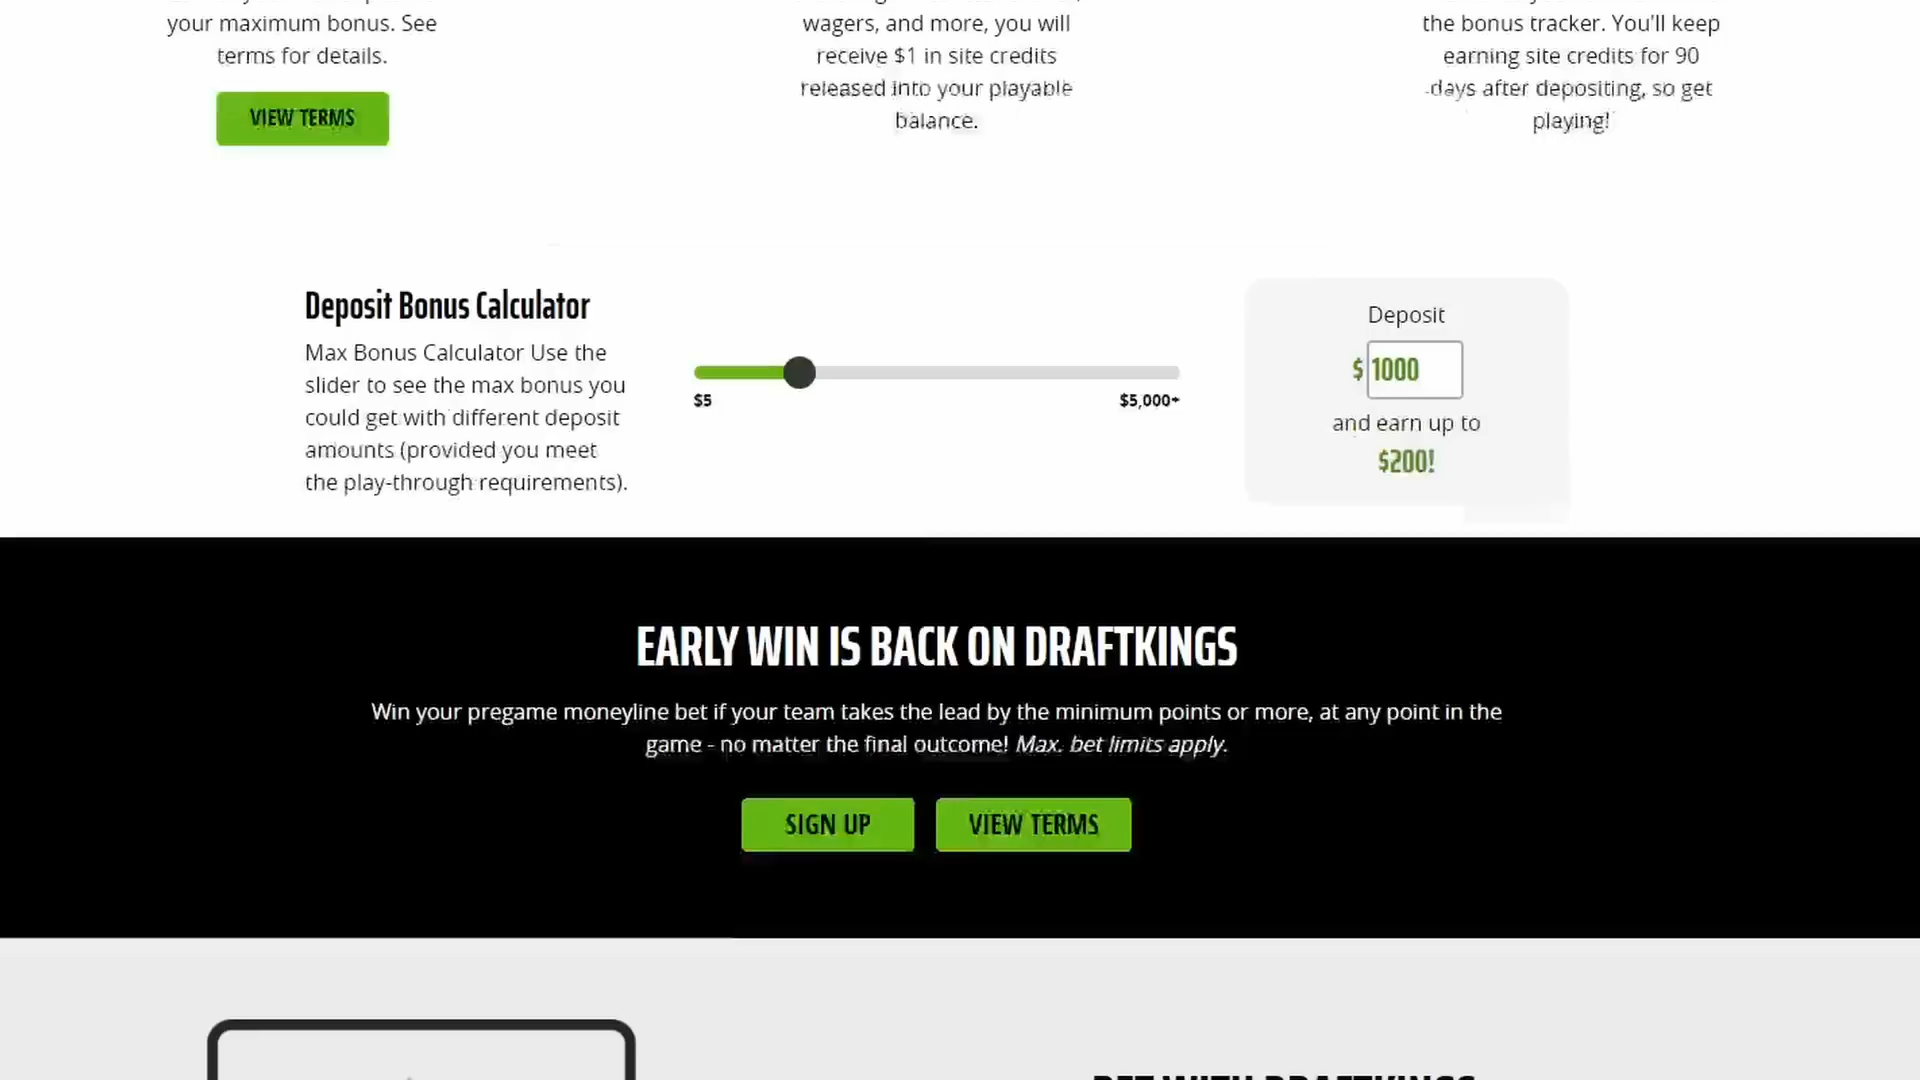 your maximum bonus. See
terms for details.
VIEW TERMS
wagers, and more, you will
receive $1 in site credits
released into your playable
balance.
the bonus tracker. You'll keep
earning site credits for 90
days after depositing, so get
playing!
Deposit Bonus Calculator
Max Bonus Calculator Use the
slider to see the max bonus you
could get with different deposit
amounts (provided you meet
the play-through requirements).
$5
$5,000+
Deposit
$ 1000
and earn up to
$200!
EARLY WIN IS BACK ON DRAFTKINGS
Win your pregame moneyline bet if your team takes the lead by the minimum points or more, at any point in the
game - no matter the final outcome! Max. bet limits apply.
SIGN UP
VIEW TERMS
BET WITH DRAFTKINGS